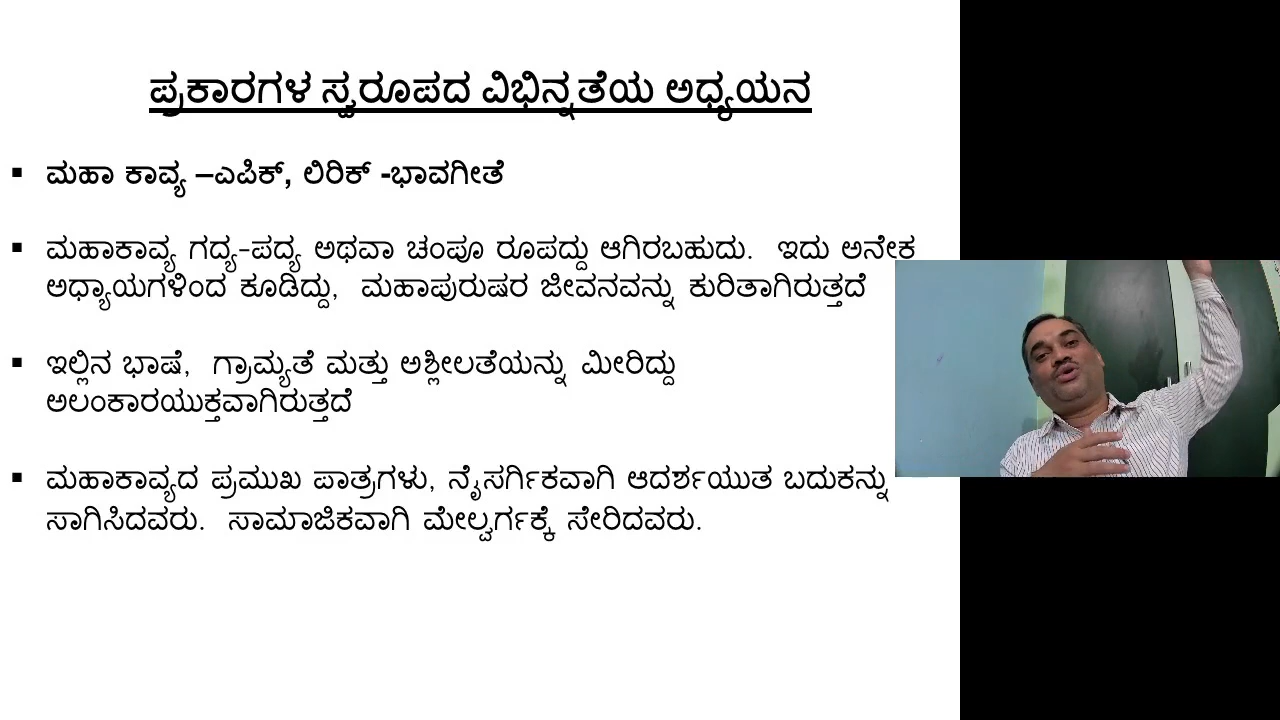 ಪ್ರಕಾರಗಳ ಸ್ವರೂಪದ ವಿಭಿನ್ನತೆಯ ಅಧ್ಯಯನ
▪ ಮಹಾ ಕಾವ್ಯ –ಎಪಿಕ್, ಲಿರಿಕ್ -ಭಾವಗೀತೆ
▪ ಮಹಾಕಾವ್ಯ ಗದ್ಯ-ಪದ್ಯ ಅಥವಾ ಚಂಪೂ ರೂಪದ್ದು ಆಗಿರಬಹುದು. ಇದು ಅನೇಕ
ಅಧ್ಯಾಯಗಳಿಂದ ಕೂಡಿದ್ದು, ಮಹಾಪುರುಷರ ಜೀವನವನ್ನು ಕುರಿತಾಗಿರುತ್ತದೆ
▪ ಇಲ್ಲಿನ ಭಾಷೆ, ಗ್ರಾಮ್ಯತೆ ಮತ್ತು ಅಶ್ಲೀಲತೆಯನ್ನು ಮೀರಿದ್ದು
ಅಲಂಕಾರಯುಕ್ತವಾಗಿರುತ್ತದೆ
▪ ಮಹಾಕಾವ್ಯದ ಪ್ರಮುಖ ಪಾತ್ರಗಳು, ನೈಸರ್ಗಿಕವಾಗಿ ಆದರ್ಶಯುತ ಬದುಕನ್ನು
ಸಾಗಿಸಿದವರು. ಸಾಮಾಜಿಕವಾಗಿ ಮೇಲ್ವರ್ಗಕ್ಕೆ ಸೇರಿದವರು.